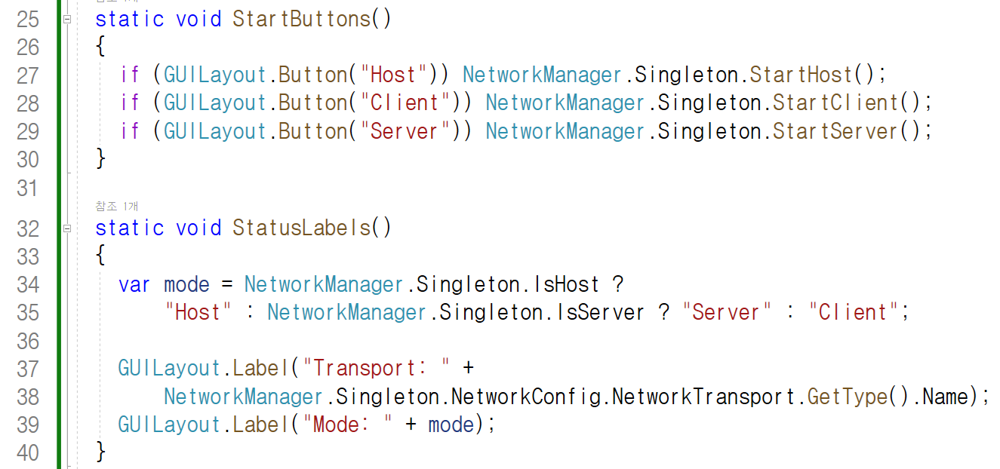 25 static void StartButtons()
26 {
27 if (GUILayout.Button("Host")) NetworkManager.Singleton.StartHost();
28 if (GUILayout.Button("Client")) NetworkManager.Singleton.StartClient();
29 if (GUILayout.Button("Server")) NetworkManager.Singleton.StartServer();
30 }
31
참조 1개
32 static void StatusLabels()
33 {
34 var mode = NetworkManager.Singleton.IsHost ?
35 "Host" : NetworkManager.Singleton.IsServer ? "Server" : "Client";
36
37 GUILayout.Label("Transport: " +
38 NetworkManager.Singleton.NetworkConfig.NetworkTransport.GetType().Name);
39 GUILayout.Label("Mode: " + mode);
40 }